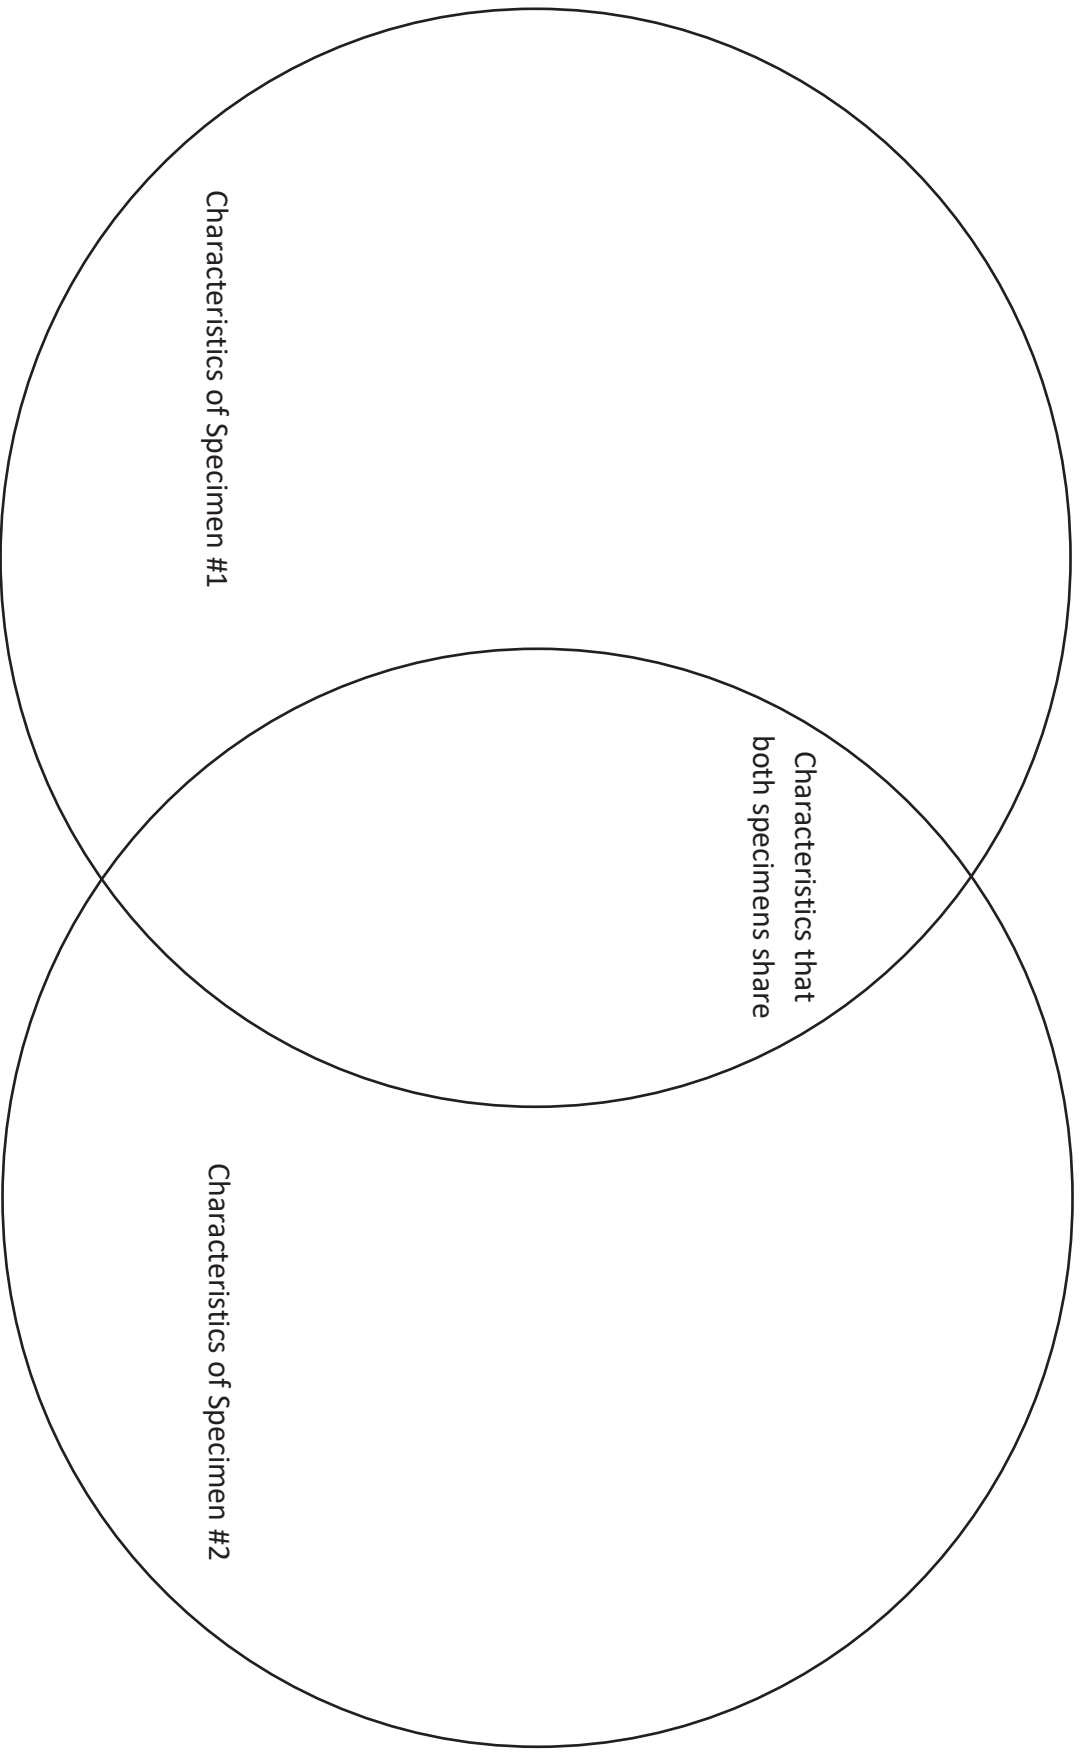 Characteristics that
both specimens share
Characteristics of Specimen #1
Characteristics of Specimen #2